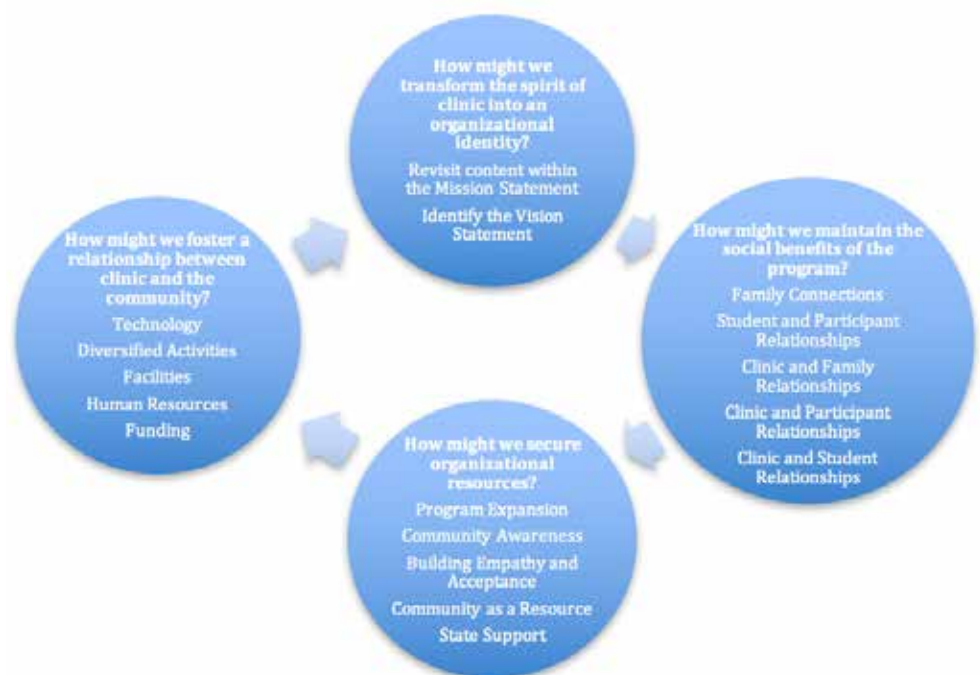 How might we
transform the spirit of
clinic into an
organizational
identity?
Revisit content within
the Mission Statement
Identify the Vision
Statement
How might we maintain the
social benefits of the
program?
Family Connections
Student and Participant
Relationships
Clinic and Family
Relationships
Clinic and Participant
Relationships
Clinic and Student
Relationships
How might we secure
organizational
resources?
Program Expansion
Community Awareness
Building Empathy and
Acceptance
Community as a Resource
State Support
How might we foster a
relationship between
clinic and the
community?
Technology
Diversified Activities
Facilities
Human Resources
Funding